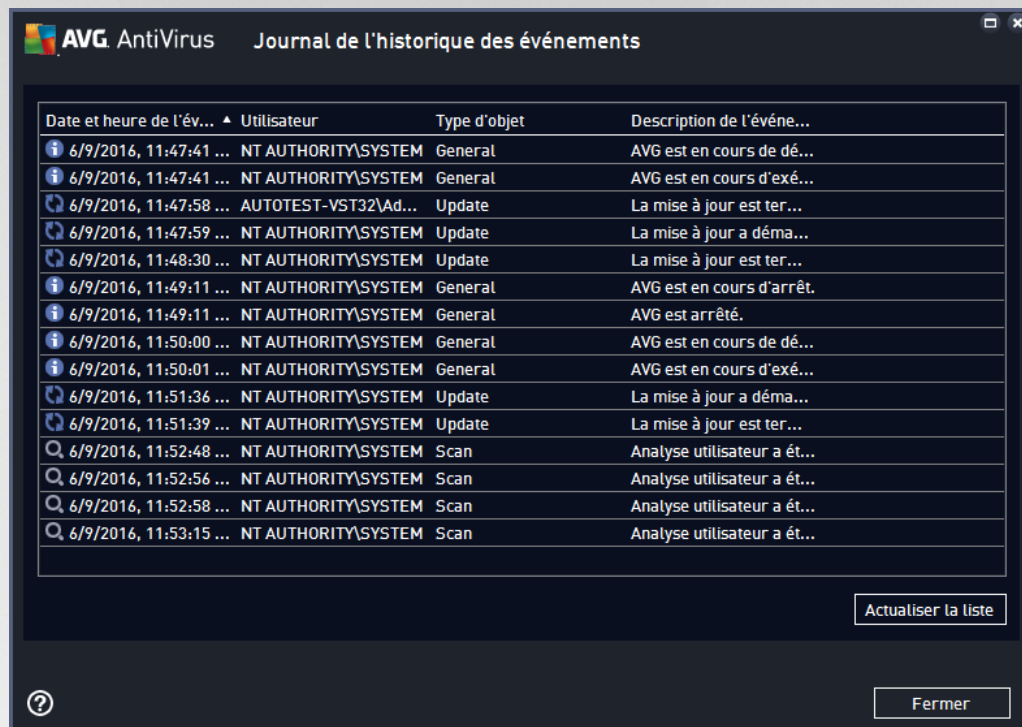 AVG. AntiVirus Journal de l'historique des événements
Date et heure de l'év... Utilisateur Type d'objet Description de l'événe...
6/9/2016, 11:47:41 ... NT AUTHORITY\SYSTEM General AVG est en cours de dé...
6/9/2016, 11:47:41 ... NT AUTHORITY\SYSTEM General AVG est en cours d'exé...
6/9/2016, 11:47:58 ... AUTOTEST-VST32\Ad... Update La mise à jour est ter...
6/9/2016, 11:47:59 ... NT AUTHORITY\SYSTEM Update La mise à jour a déma...
6/9/2016, 11:48:30 ... NT AUTHORITY\SYSTEM Update La mise à jour est ter...
6/9/2016, 11:49:11 ... NT AUTHORITY\SYSTEM General AVG est en cours d'arrêt.
6/9/2016, 11:49:11 ... NT AUTHORITY\SYSTEM General AVG est arrêté.
6/9/2016, 11:50:00 ... NT AUTHORITY\SYSTEM General AVG est en cours de dé...
6/9/2016, 11:50:01 ... NT AUTHORITY\SYSTEM General AVG est en cours d'exé...
6/9/2016, 11:51:36 ... NT AUTHORITY\SYSTEM Update La mise à jour a déma...
6/9/2016, 11:51:39 ... NT AUTHORITY\SYSTEM Update La mise à jour est ter...
6/9/2016, 11:52:48 ... NT AUTHORITY\SYSTEM Scan Analyse utilisateur a ét...
6/9/2016, 11:52:56 ... NT AUTHORITY\SYSTEM Scan Analyse utilisateur a ét...
6/9/2016, 11:52:58 ... NT AUTHORITY\SYSTEM Scan Analyse utilisateur a ét...
6/9/2016, 11:53:15 ... NT AUTHORITY\SYSTEM Scan Analyse utilisateur a ét...
Actualiser la liste
Fermer